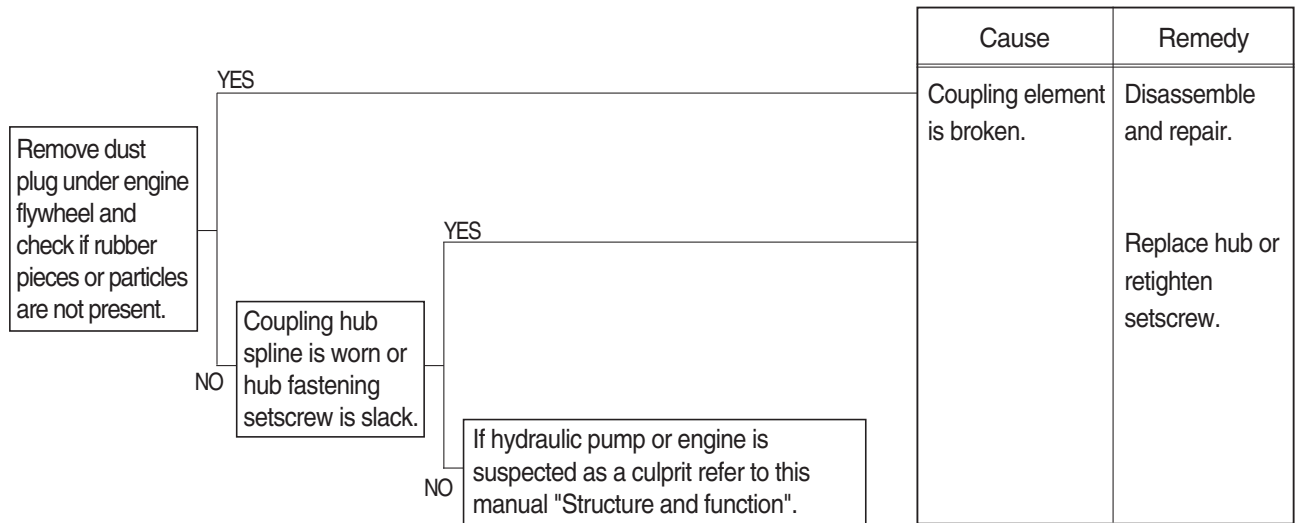 Cause
Remedy
YES
Coupling element
is broken.
Disassemble
and repair.
Remove dust
plug under engine
flywheel and
check if rubber
pieces or particles
are not present.
YES
Replace hub or
retighten
setscrew.
NO
Coupling hub
spline is worn or
hub fastening
setscrew is slack.
NO
If hydraulic pump or engine is
suspected as a culprit refer to this
manual "Structure and function".